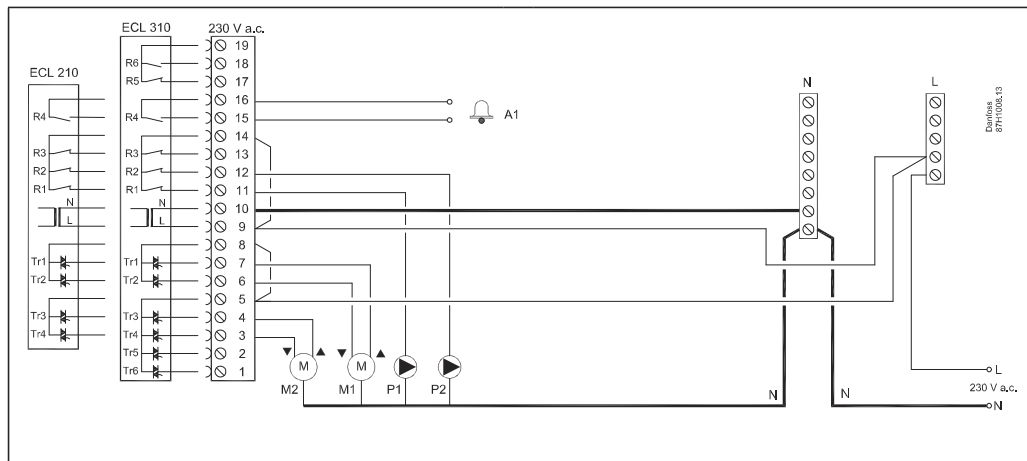 ECL 310
230 V a.c.
ECL 210
R6
R5
R4
R4
R3
R3
R2
R2
R1
R1
N
L
N
L
Tr1
Tr1
Tr2
Tr2
Tr3
Tr3
Tr4
Tr4
Tr5
Tr6
19
18
17
16
15
14
13
12
11
10
9
8
7
6
5
4
3
2
1
A1
N
L
Danfoss
87H1008.13
M
M
M2
M1
P1
P2
N
N
L
230 V a.c.
N